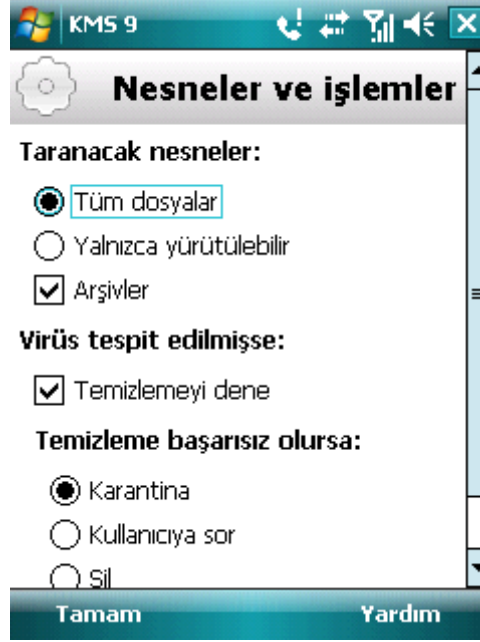 KMS 9
Nesneler ve işlemler
Taranacak nesneler:
Tüm dosyalar
Yalnızca yürütülebilir
Arşivler
Virüs tespit edilmişse:
Temizlemeyi dene
Temizleme başarısız olursa:
Karantina
Kullanıcıya sor
Sil
Tamam Yardım